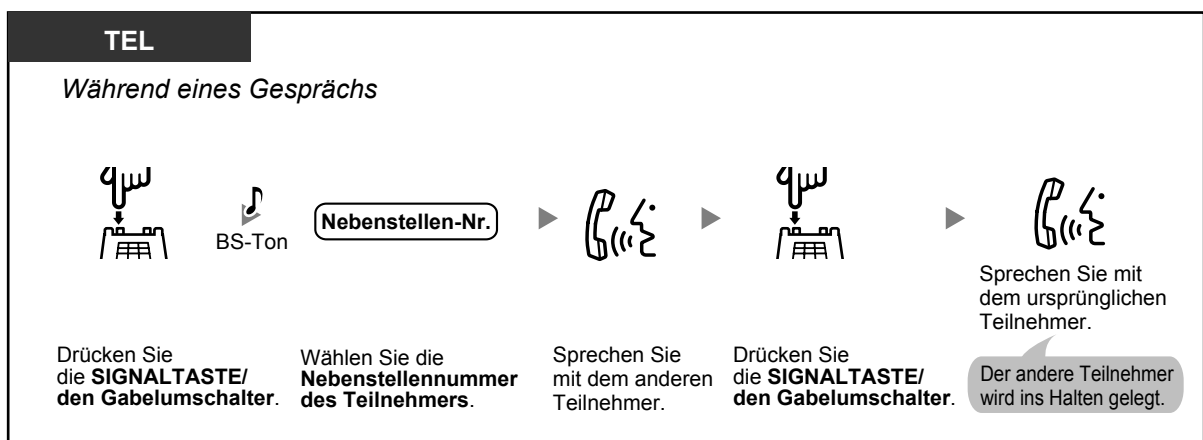 TEL
Während eines Gesprächs
BS-Ton
Nebenstellen-Nr.
Drücken Sie
die SIGNALTASTE/
den Gabelumschalter.
Wählen Sie die
Nebenstellennummer
des Teilnehmers.
Sprechen Sie
mit dem anderen
Teilnehmer.
Drücken Sie
die SIGNALTASTE/
den Gabelumschalter.
Sprechen Sie mit
dem ursprünglichen
Teilnehmer.
Der andere Teilnehmer
wird ins Halten gelegt.